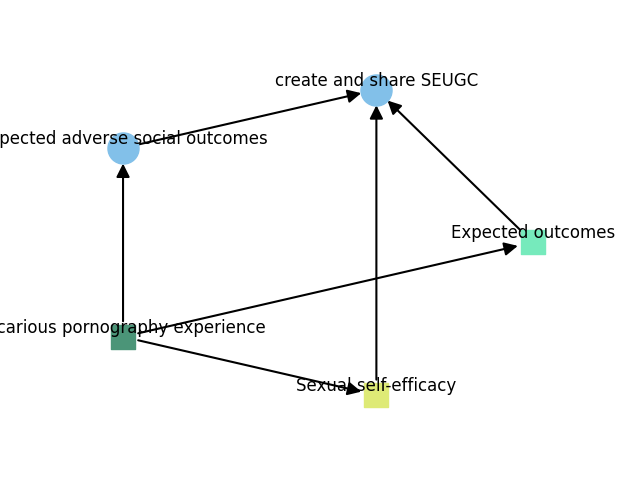 create and share SEUGC
pected adverse social outcomes
Expected outcomes
carious pornography experience
Sexual self-efficacy